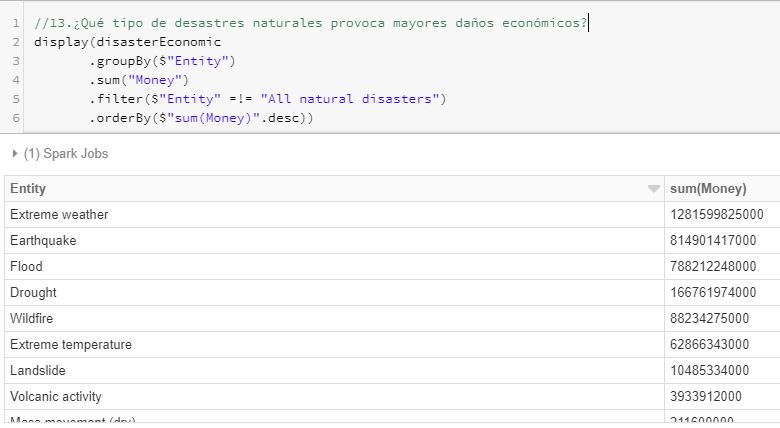 1 //13.¿Qué tipo de desastres naturales provoca mayores daños económicos?
2 display(disasterEconomic
3 .groupBy($"Entity")
4 .sum("Money")
5 .filter($"Entity" =!= "All natural disasters")
6 .orderBy($"sum(Money)".desc))
(1) Spark Jobs
Entity sum(Money)
Extreme weather 1281599825000
Earthquake 814901417000
Flood 788212248000
Drought 166761974000
Wildfire 88234275000
Extreme temperature 62866343000
Landslide 10485334000
Volcanic activity 3933912000
Mass movement (dry) 211600000